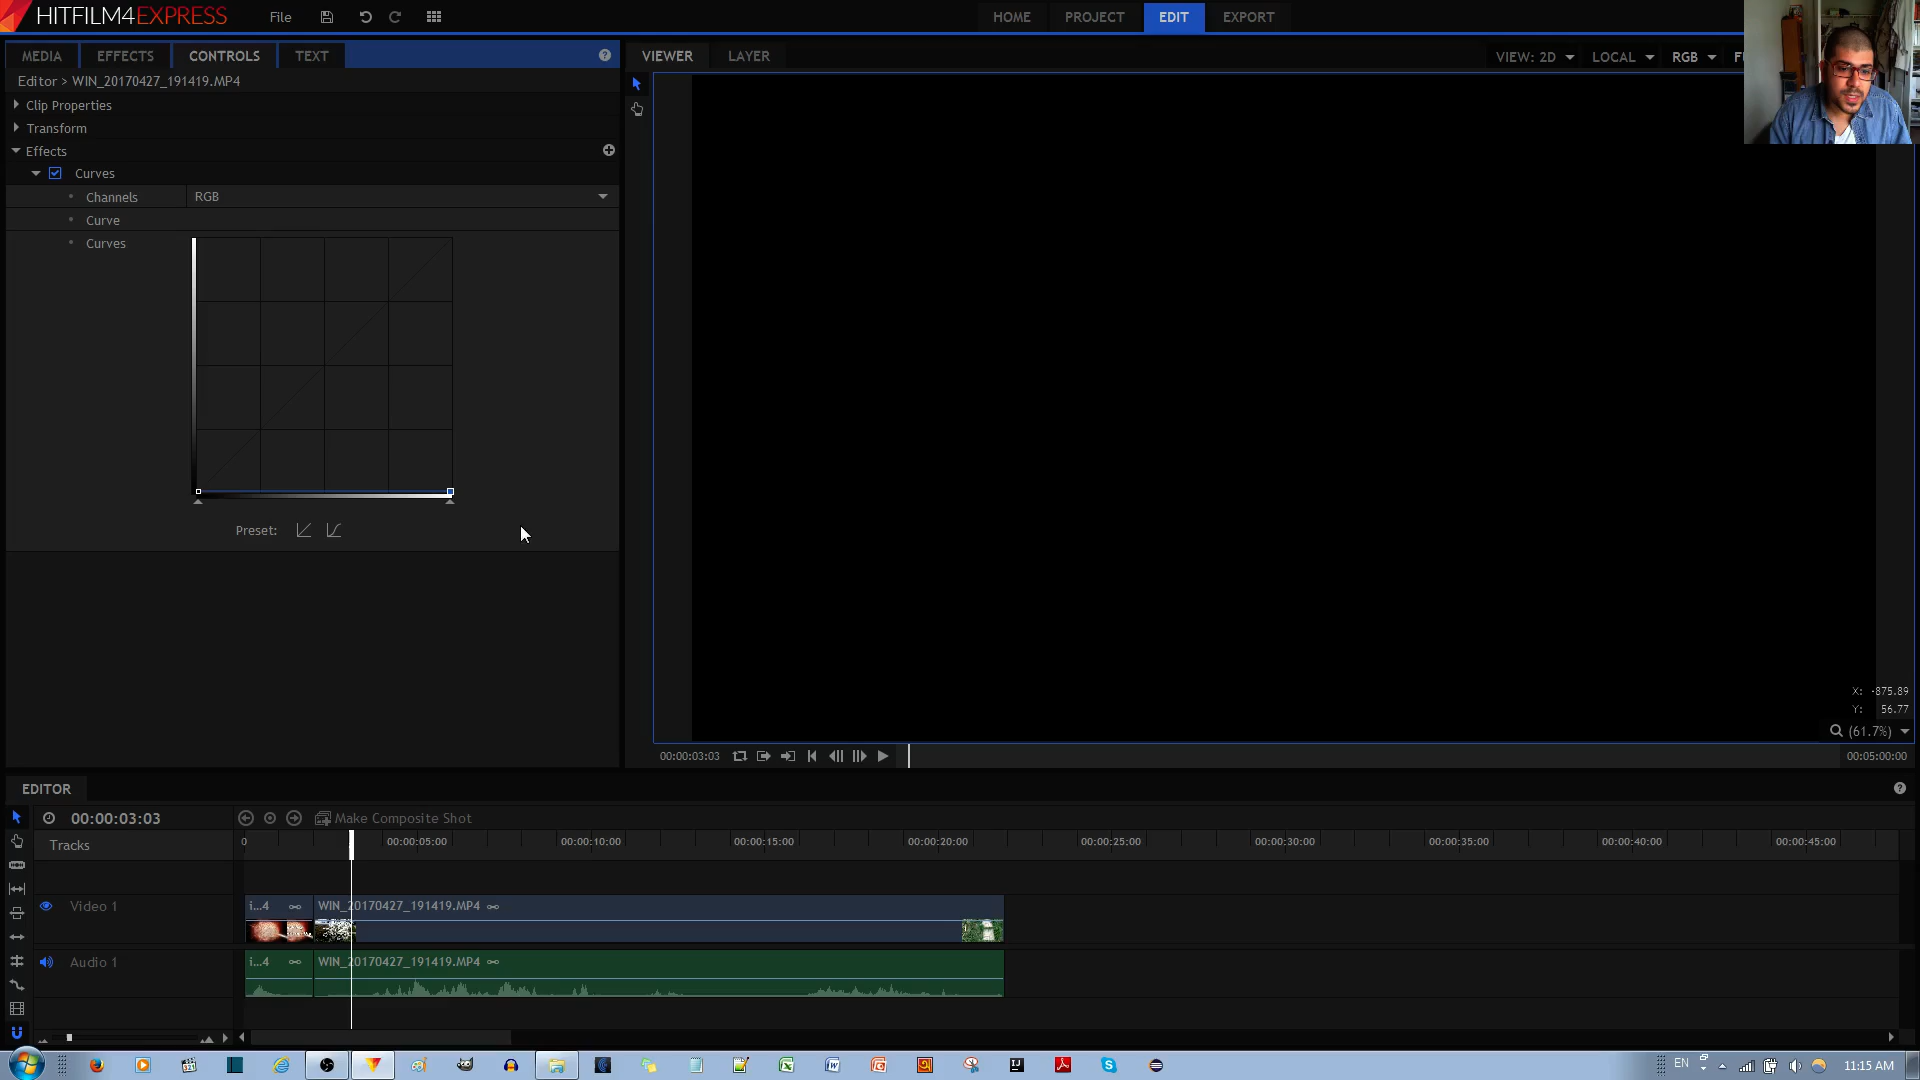 HITFILM4EXPRESS File HOME PROJECT EDIT EXPORT
MEDIA EFFECTS CONTROLS TEXT ?
VIEWER LAYER VIEW: 2D LOCAL RGB
Editor > WIN_20170427_191419.MP4
Clip Properties
Transform
Effects
Curves
Channels RGB
Curve
Curves
Preset:
X: -875.89
Y: 56.77
(61.7%)
00:00:03:03 00:05:00:00
EDITOR ?
00:00:03:03 Make Composite Shot
Tracks 0 00:00:05:00 00:00:10:00 00:00:15:00 00:00:20:00 00:00:25:00 00:00:30:00 00:00:35:00 00:00:40:00 00:00:45:00
Video 1 i...4 WIN_20170427_191419.MP4
Audio 1 i...4 WIN_20170427_191419.MP4
EN 11:15 AM